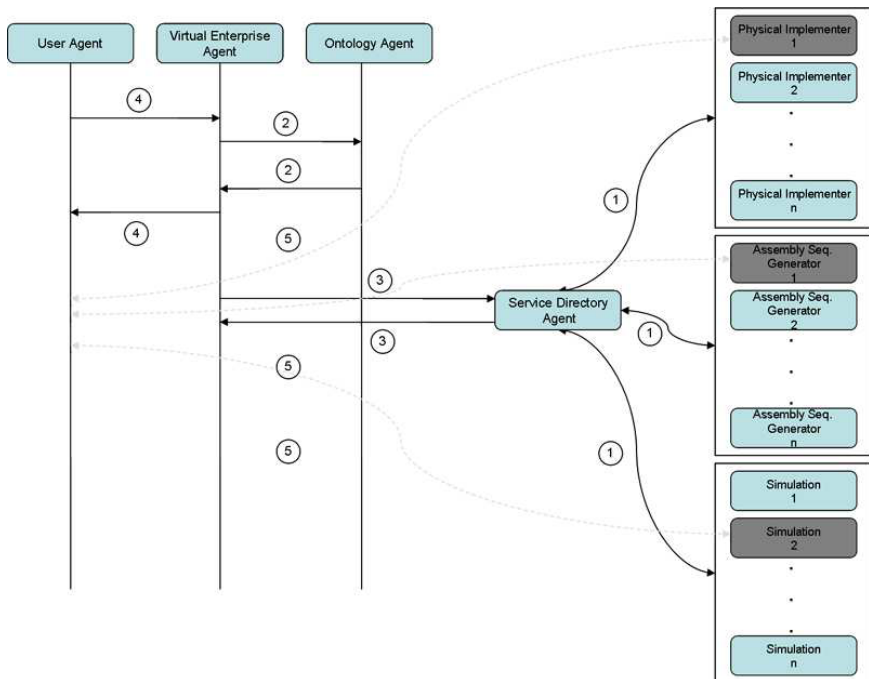 User Agent
Virtual Enterprise
Agent
Ontology Agent
Physical Implementer
1
Physical Implementer
2
.
.
.
Physical Implementer
n
4
2
2
4
5
1
3
Service Directory
Agent
3
1
5
5
1
Assembly Seq.
Generator
1
Assembly Seq.
Generator
2
.
.
.
Assembly Seq.
Generator
n
Simulation
1
Simulation
2
.
.
.
Simulation
n